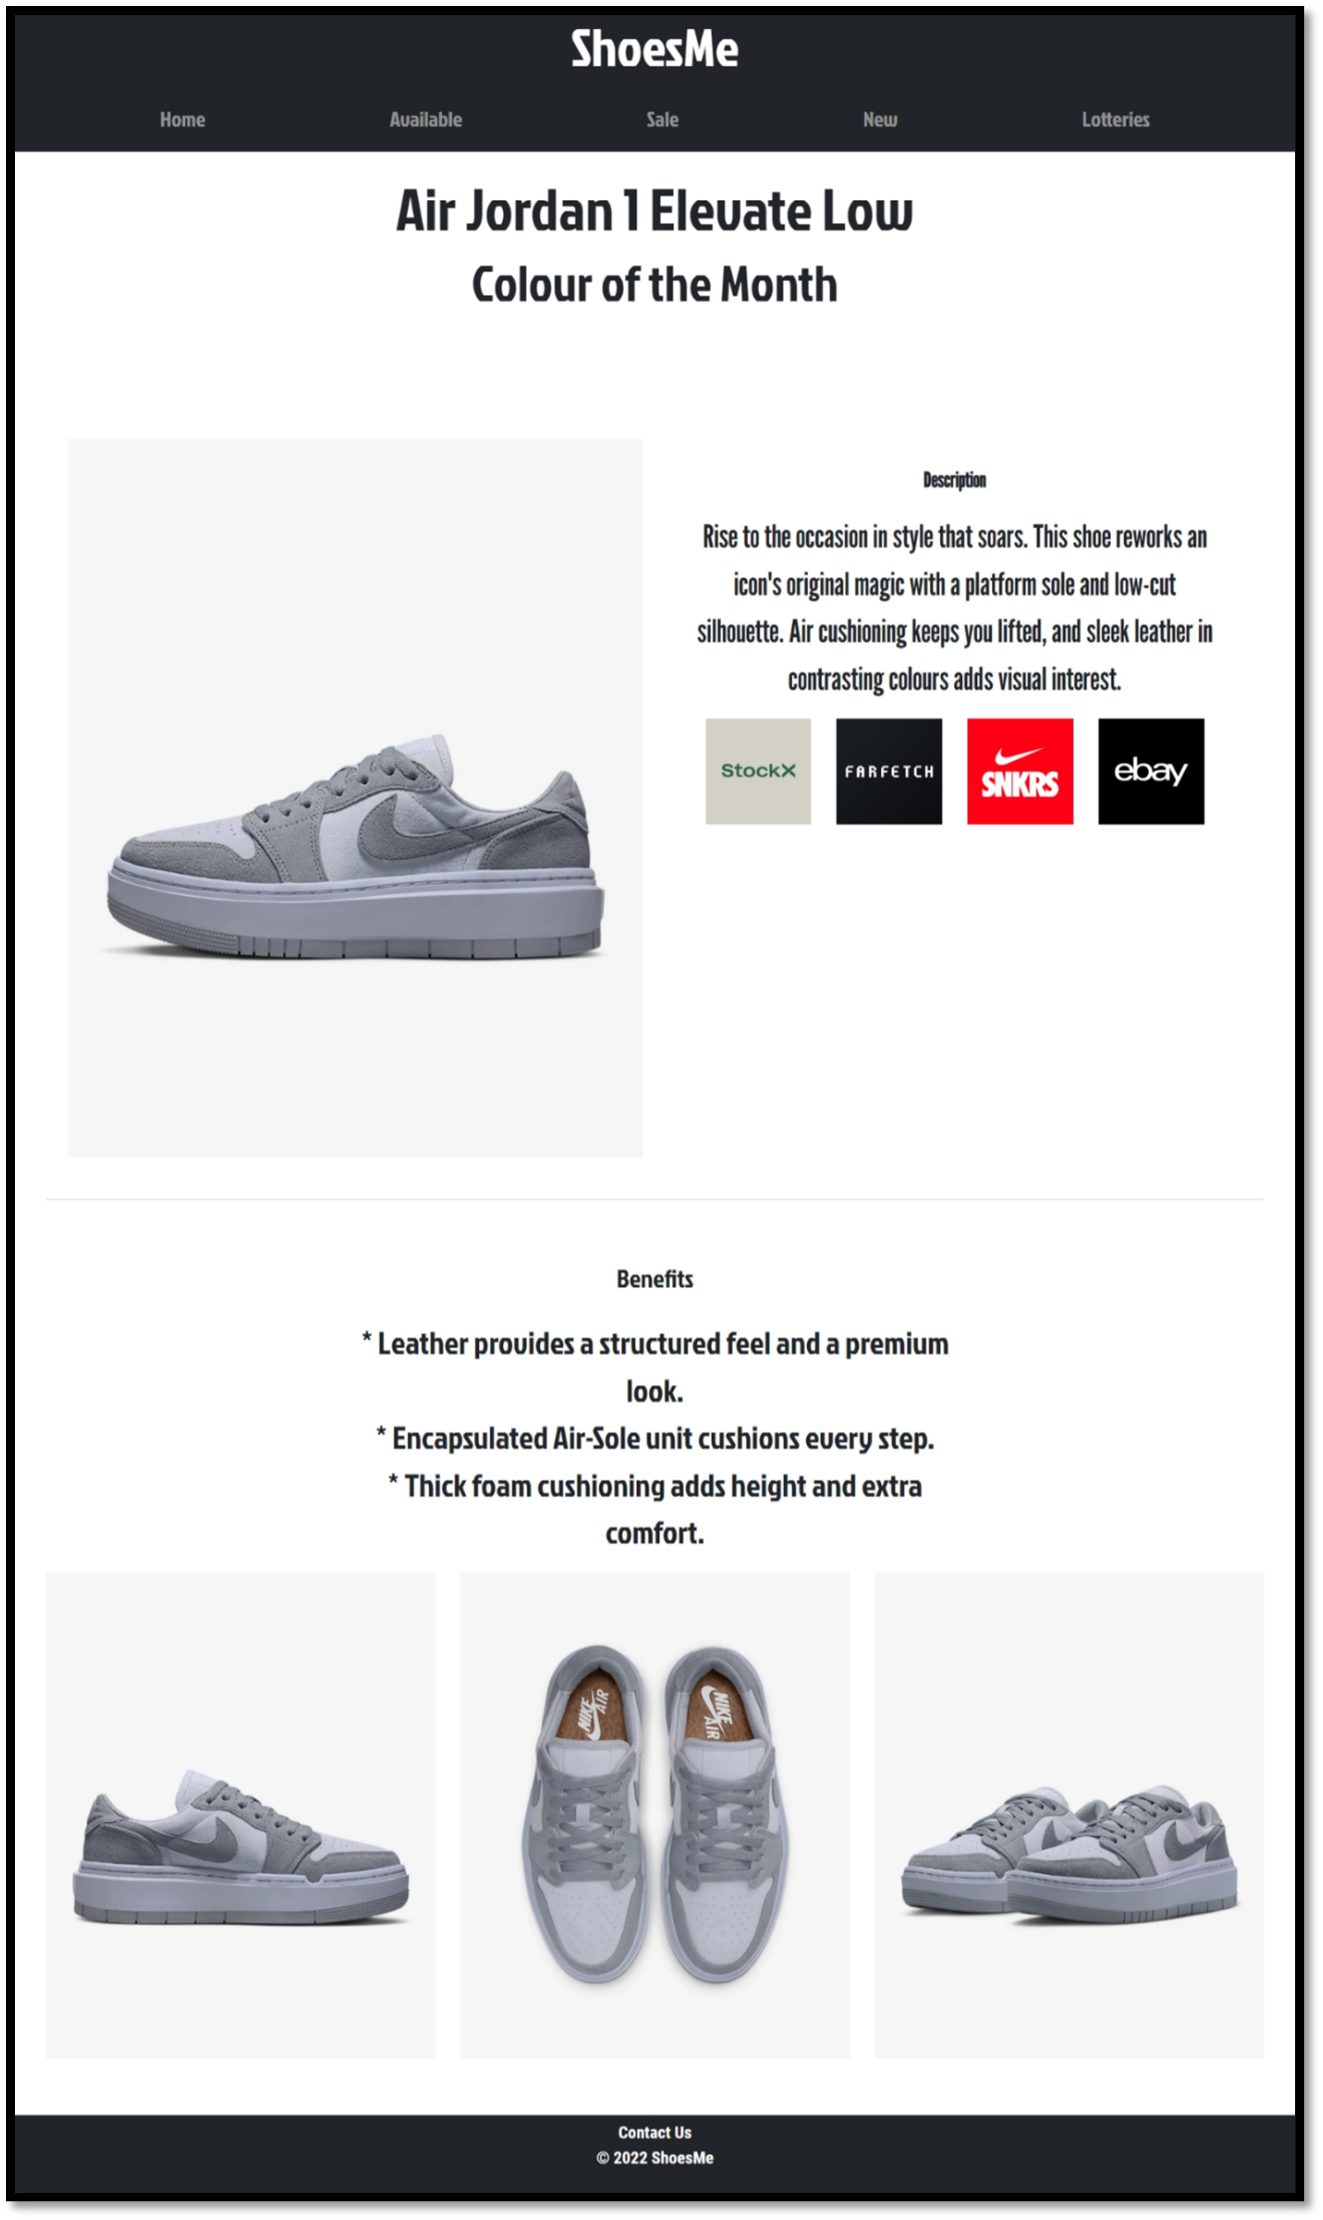 ShoesMe
Home Available Sale New Lotteries
Air Jordan 1 Elevate Low
Colour of the Month
Description
Rise to the occasion in style that soars. This shoe reworks an
icon's original magic with a platform sole and low-cut
silhouette. Air cushioning keeps you lifted, and sleek leather in
contrasting colours adds visual interest.
StockX FARFETCH SNKRS ebay
Benefits
* Leather provides a structured feel and a premium
look.
* Encapsulated Air-Sole unit cushions every step.
* Thick foam cushioning adds height and extra
comfort.
NIKE AIR NIKE AIR
Contact Us
© 2022 ShoesMe